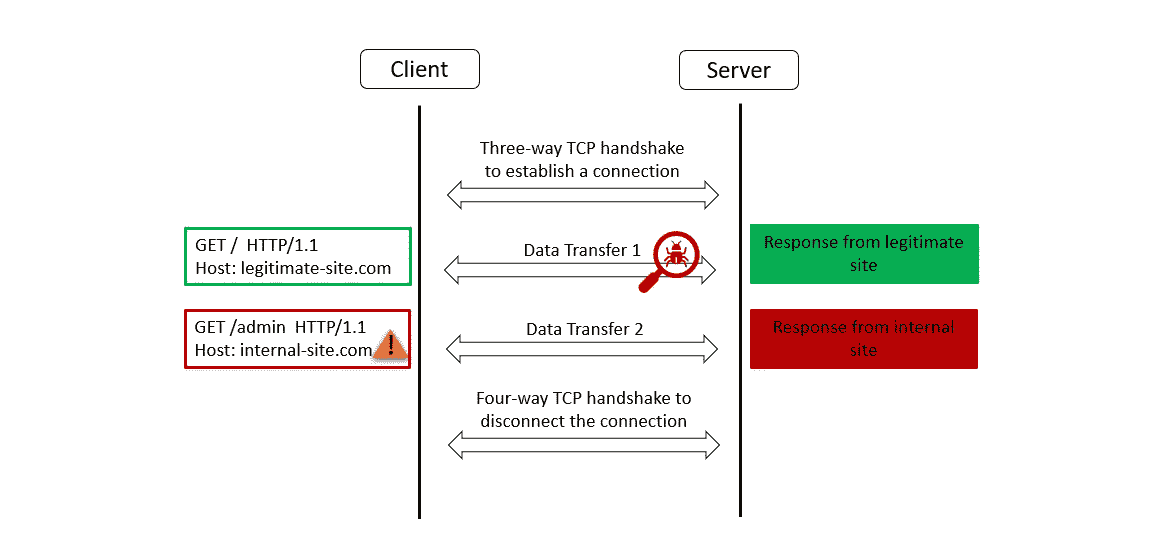 Client
Server
Three-way TCP handshake
to establish a connection
GET /  HTTP/1.1
Host: legitimate-site.com
Data Transfer 1
Response from legitimate
site
GET /admin  HTTP/1.1
Host: internal-site.com
!
Data Transfer 2
Response from internal
site
Four-way TCP handshake to
disconnect the connection